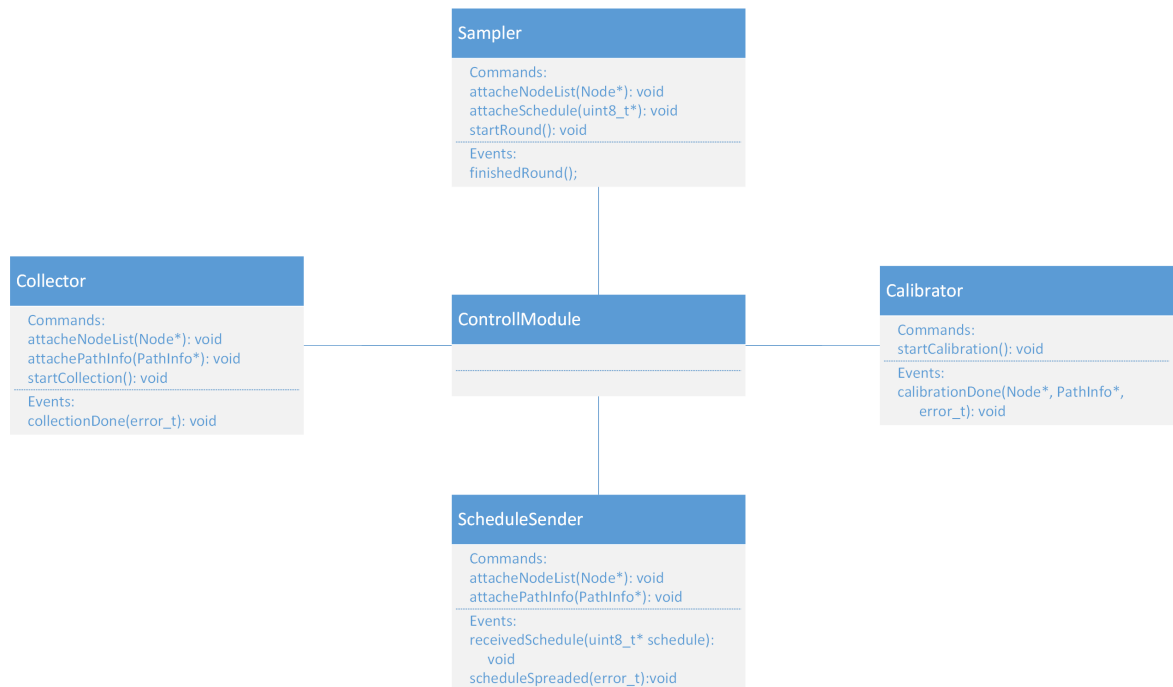 Sampler
Commands:
attacheNodeList(Node*): void
attacheSchedule(uint8_t*): void
startRound(): void
Events:
finishedRound();
Collector
Commands:
attacheNodeList(Node*): void
attachePathInfo(PathInfo*): void
startCollection(): void
Events:
collectionDone(error_t): void
ControllModule
Calibrator
Commands:
startCalibration(): void
Events:
calibrationDone(Node*, PathInfo*,
error_t): void
ScheduleSender
Commands:
attacheNodeList(Node*): void
attachePathInfo(PathInfo*): void
Events:
receivedSchedule(uint8_t* schedule):
void
scheduleSpreaded(error_t):void